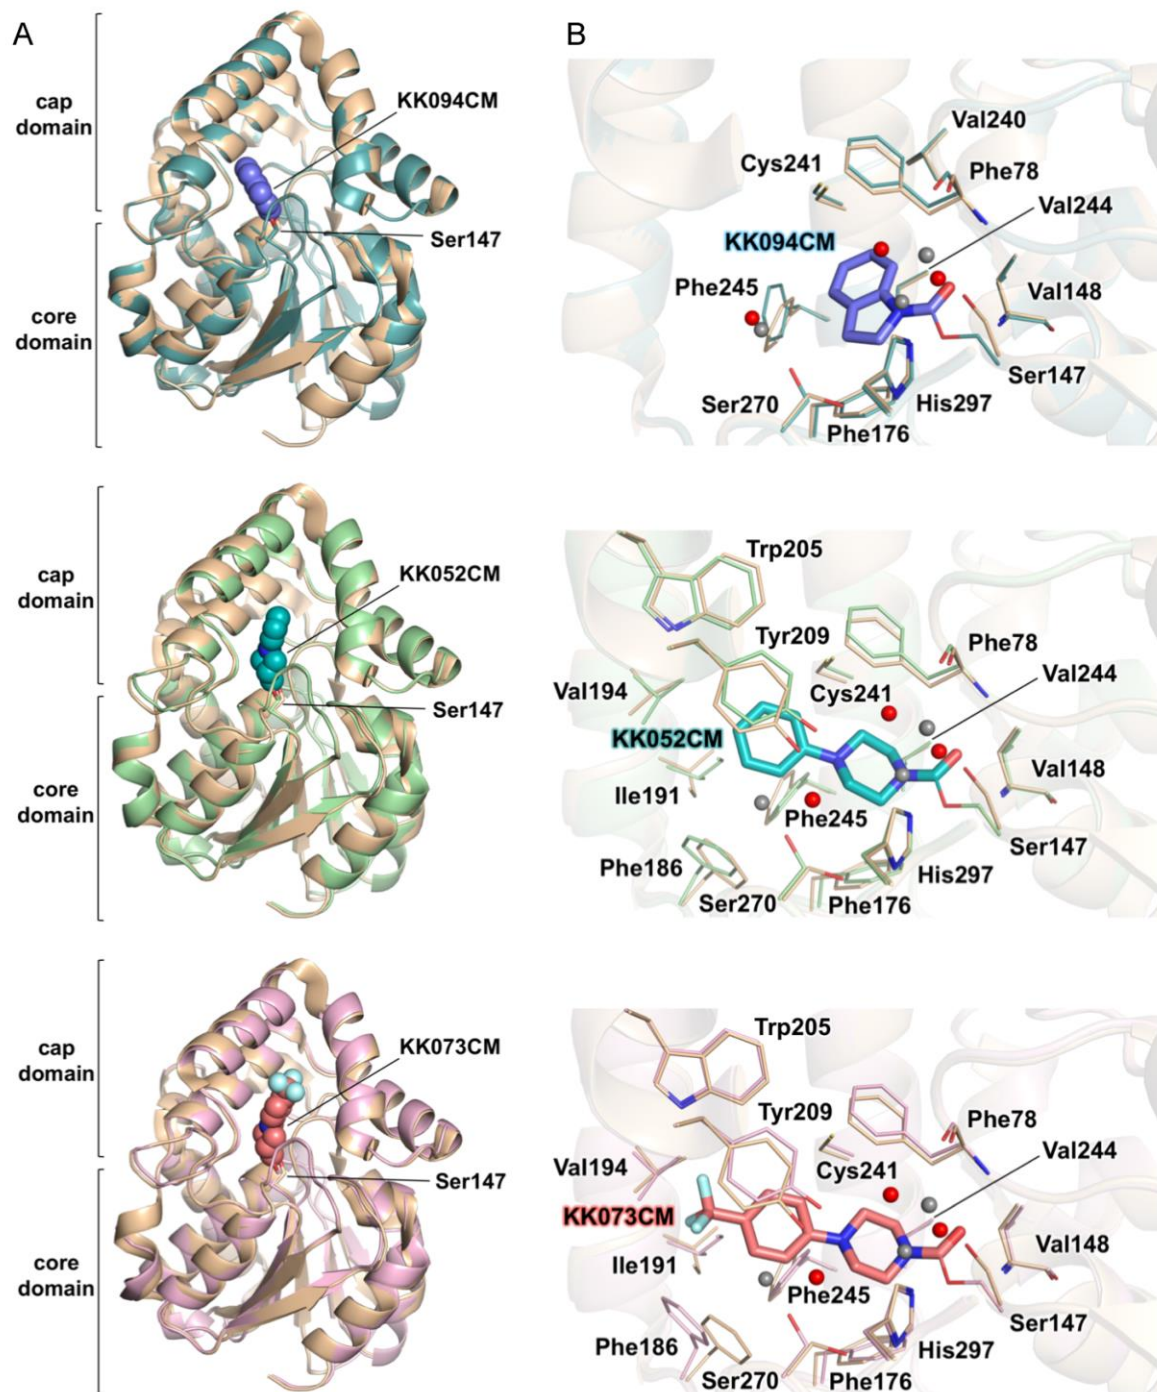 A
cap
domain
core
domain
KK094CM
Ser147
B
Val240
Cys241
Phe78
Val244
KK094CM
Phe245
Val148
Ser147
Ser270
His297
Phe176
cap
domain
core
domain
KK052CM
Ser147
Trp205
Tyr209
Phe78
Val194
Cys241
Val244
KK052CM
Ile191
Val148
Phe245
Ser147
Phe186
His297
Ser270
Phe176
cap
domain
core
domain
KK073CM
Ser147
Trp205
Tyr209
Phe78
Val194
Cys241
Val244
KK073CM
Val148
Ile191
Phe245
Ser147
Phe186
His297
Ser270
Phe176